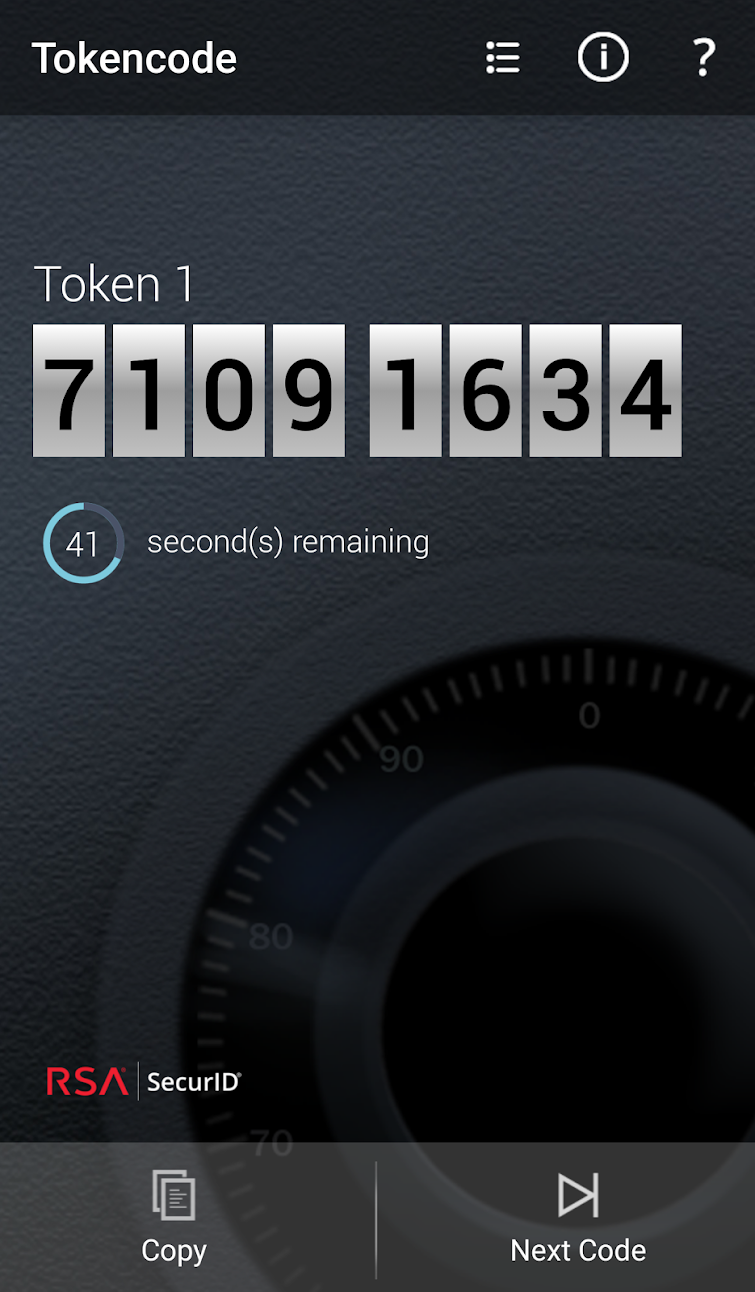 Tokencode
Token 1
7109 1634
41 second(s) remaining
0
90
80
70
RSA SecurID®
Copy Next Code